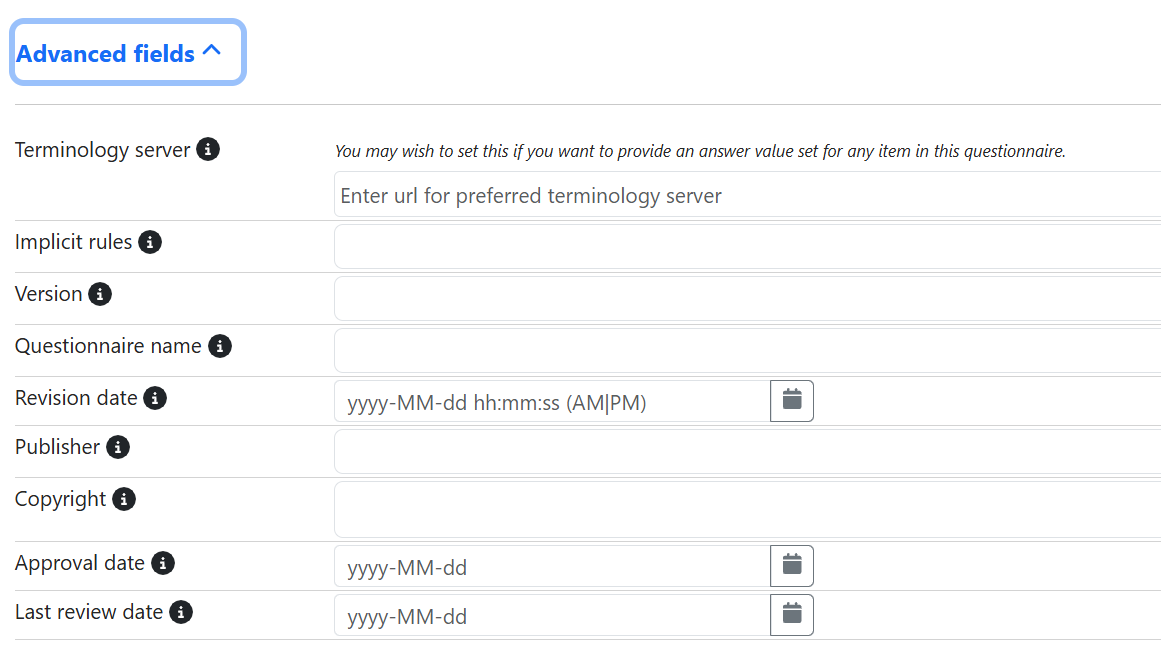 Advanced fields
Terminology server
You may wish to set this if you want to provide an answer value set for any item in this questionnaire.
Enter url for preferred terminology server
Implicit rules
Version
Questionnaire name
Revision date
yyyy-MM-dd hh:mm:ss (AM|PM)
Publisher
Copyright
Approval date
yyyy-MM-dd
Last review date
yyyy-MM-dd